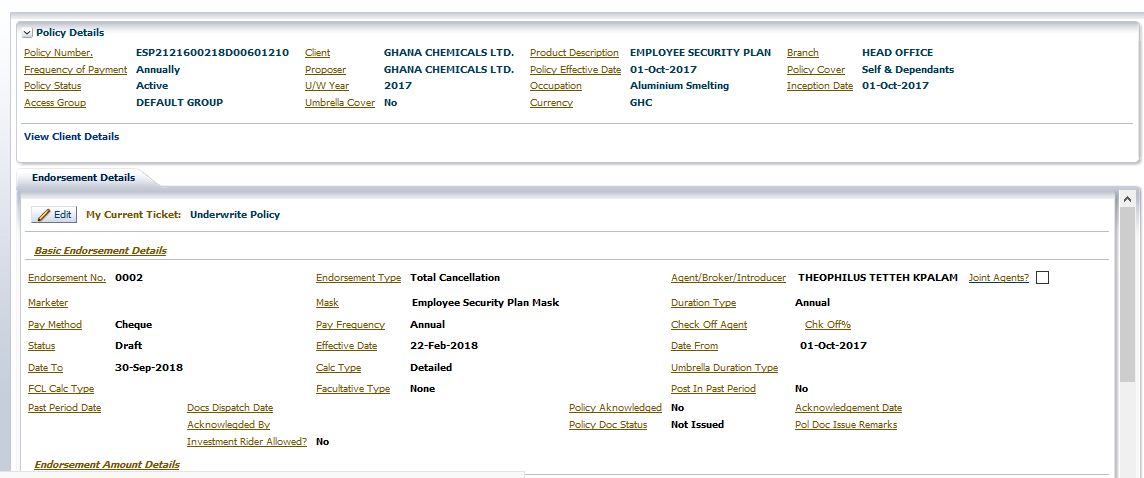 Policy Details
Policy Number. ESP2121600218D00601210 Client GHANA CHEMICALS LTD. Product Description EMPLOYEE SECURITY PLAN Branch HEAD OFFICE
Frequency of Payment Annually Proposer GHANA CHEMICALS LTD. Policy Effective Date 01-Oct-2017 Policy Cover Self & Dependants
Policy Status Active U/W Year 2017 Occupation Aluminium Smelting Inception Date 01-Oct-2017
Access Group DEFAULT GROUP Umbrella Cover No Currency GHC
View Client Details
Endorsement Details
Edit My Current Ticket: Underwrite Policy
Basic Endorsement Details
Endorsement No. 0002 Endorsement Type Total Cancellation Agent/Broker/Introducer THEOPHILUS TETTEH KPALAM Joint Agents?
Marketer Mask Employee Security Plan Mask Duration Type Annual
Pay Method Cheque Pay Frequency Annual Check Off Agent Chk Off%
Status Draft Effective Date 22-Feb-2018 Date From 01-Oct-2017
Date To 30-Sep-2018 Calc Type Detailed Umbrella Duration Type
FCL Calc Type Facultative Type None Post In Past Period No
Past Period Date Docs Dispatch Date Policy Aknowledged No Acknowledgement Date
Acknowleqded By Policy Doc Status Not Issued Pol Doc Issue Remarks
Investment Rider Allowed? No
Endorsement Amount Details